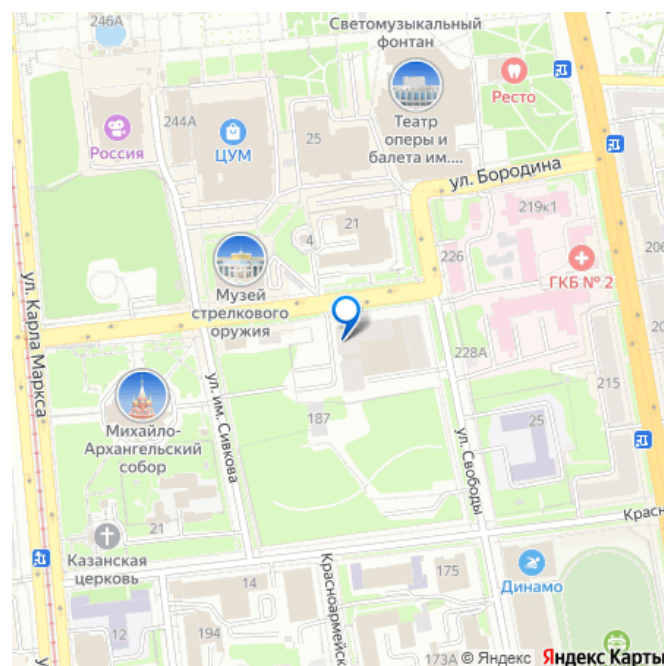 246А
Светомузыкальный
фонтан
Ресто
244А
Россия
ЦУМ
25
Театр
оперы и
балета им....
ул. Бородина
219к1
4
21
226
206
ГКБ № 2
Музей
стрелкового
оружия
ул. Карла Маркса
228А
215
ул. им. Сивкова
Михайло-
Архангельский
собор
187
ул. Свободы
25
21
Казанская
церковь
Крас
Красноармейск
175
Динамо
14
12
194
173А
© Яндекс Яндекс Карты